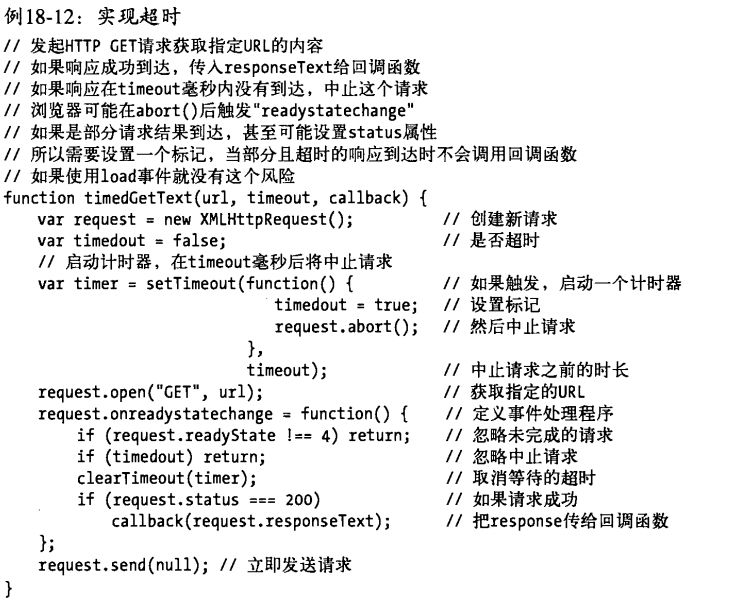 例18-12：实现超时
// 发起HTTP GET请求获取指定URL的内容
// 如果响应成功到达，传入responseText给回调函数
// 如果响应在timeout毫秒内没有到达，中止这个请求
// 浏览器可能在abort()后触发"readystatechange"
// 如果是部分请求结果到达，甚至可能设置status属性
// 所以需要设置一个标记，当部分且超时的响应到达时不会调用回调函数
// 如果使用load事件就没有这个风险
function timedGetText(url, timeout, callback) {
    var request = new XMLHttpRequest();          // 创建新请求
    var timedout = false;                        // 是否超时
    // 启动计时器，在timeout毫秒后将中止请求
    var timer = setTimeout(function() {          // 如果触发，启动一个计时器
                               timedout = true;  // 设置标记
                               request.abort();  // 然后中止请求
                           },
                           timeout);             // 中止请求之前的时长
    request.open("GET", url);                    // 获取指定的URL
    request.onreadystatechange = function() {    // 定义事件处理程序
        if (request.readyState !== 4) return;    // 忽略未完成的请求
        if (timedout) return;                    // 忽略中止请求
        clearTimeout(timer);                     // 取消等待的超时
        if (request.status === 200)              // 如果请求成功
            callback(request.responseText);      // 把response传给回调函数
    };
    request.send(null); // 立即发送请求
}